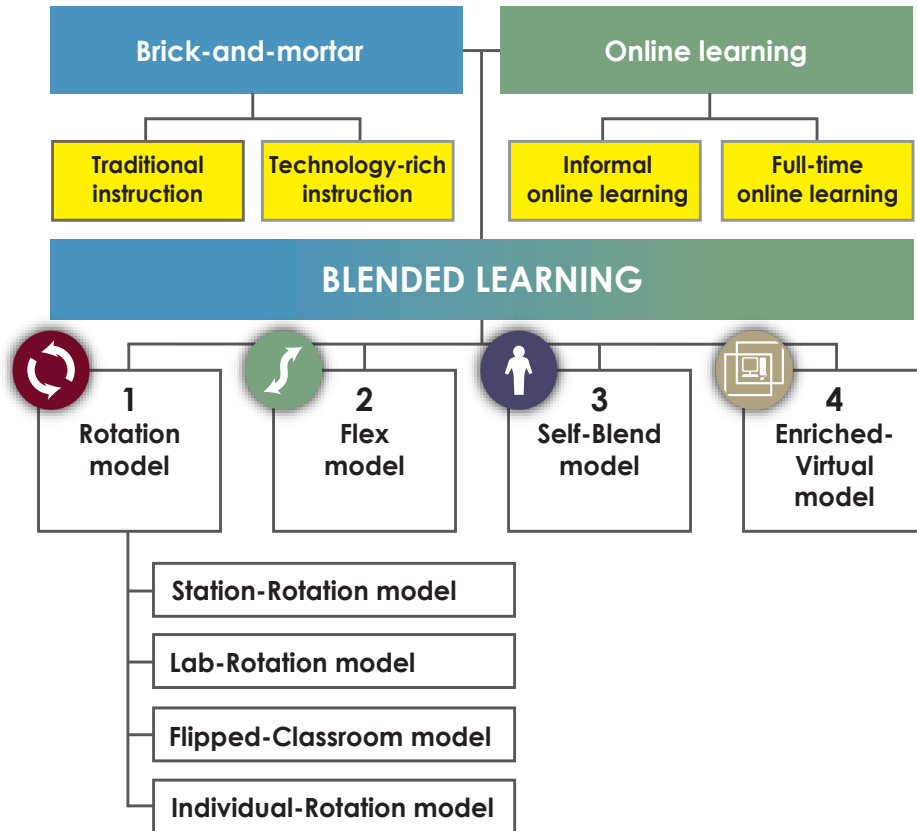 Brick-and-mortar
Online learning
Traditional
instruction
Technology-rich
instruction
Informal
online learning
Full-time
online learning
BLENDED LEARNING
1
Rotation
model
2
Flex
model
3
Self-Blend
model
4
Enriched-
Virtual
model
Station-Rotation model
Lab-Rotation model
Flipped-Classroom model
Individual-Rotation model